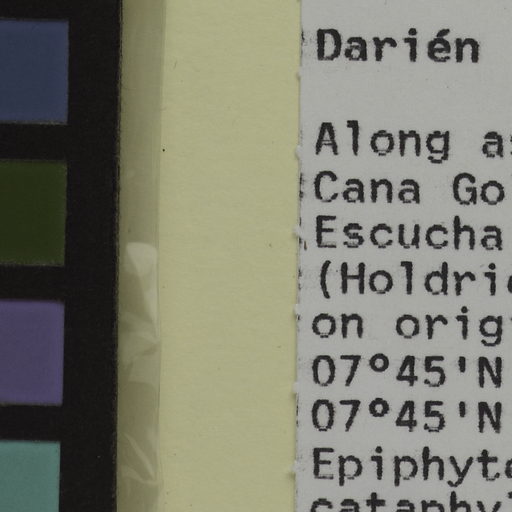 Darién
Along
Cana Go
Escucha
(Holdri
on orig
07°45'N
07°45'N
Epiphyt